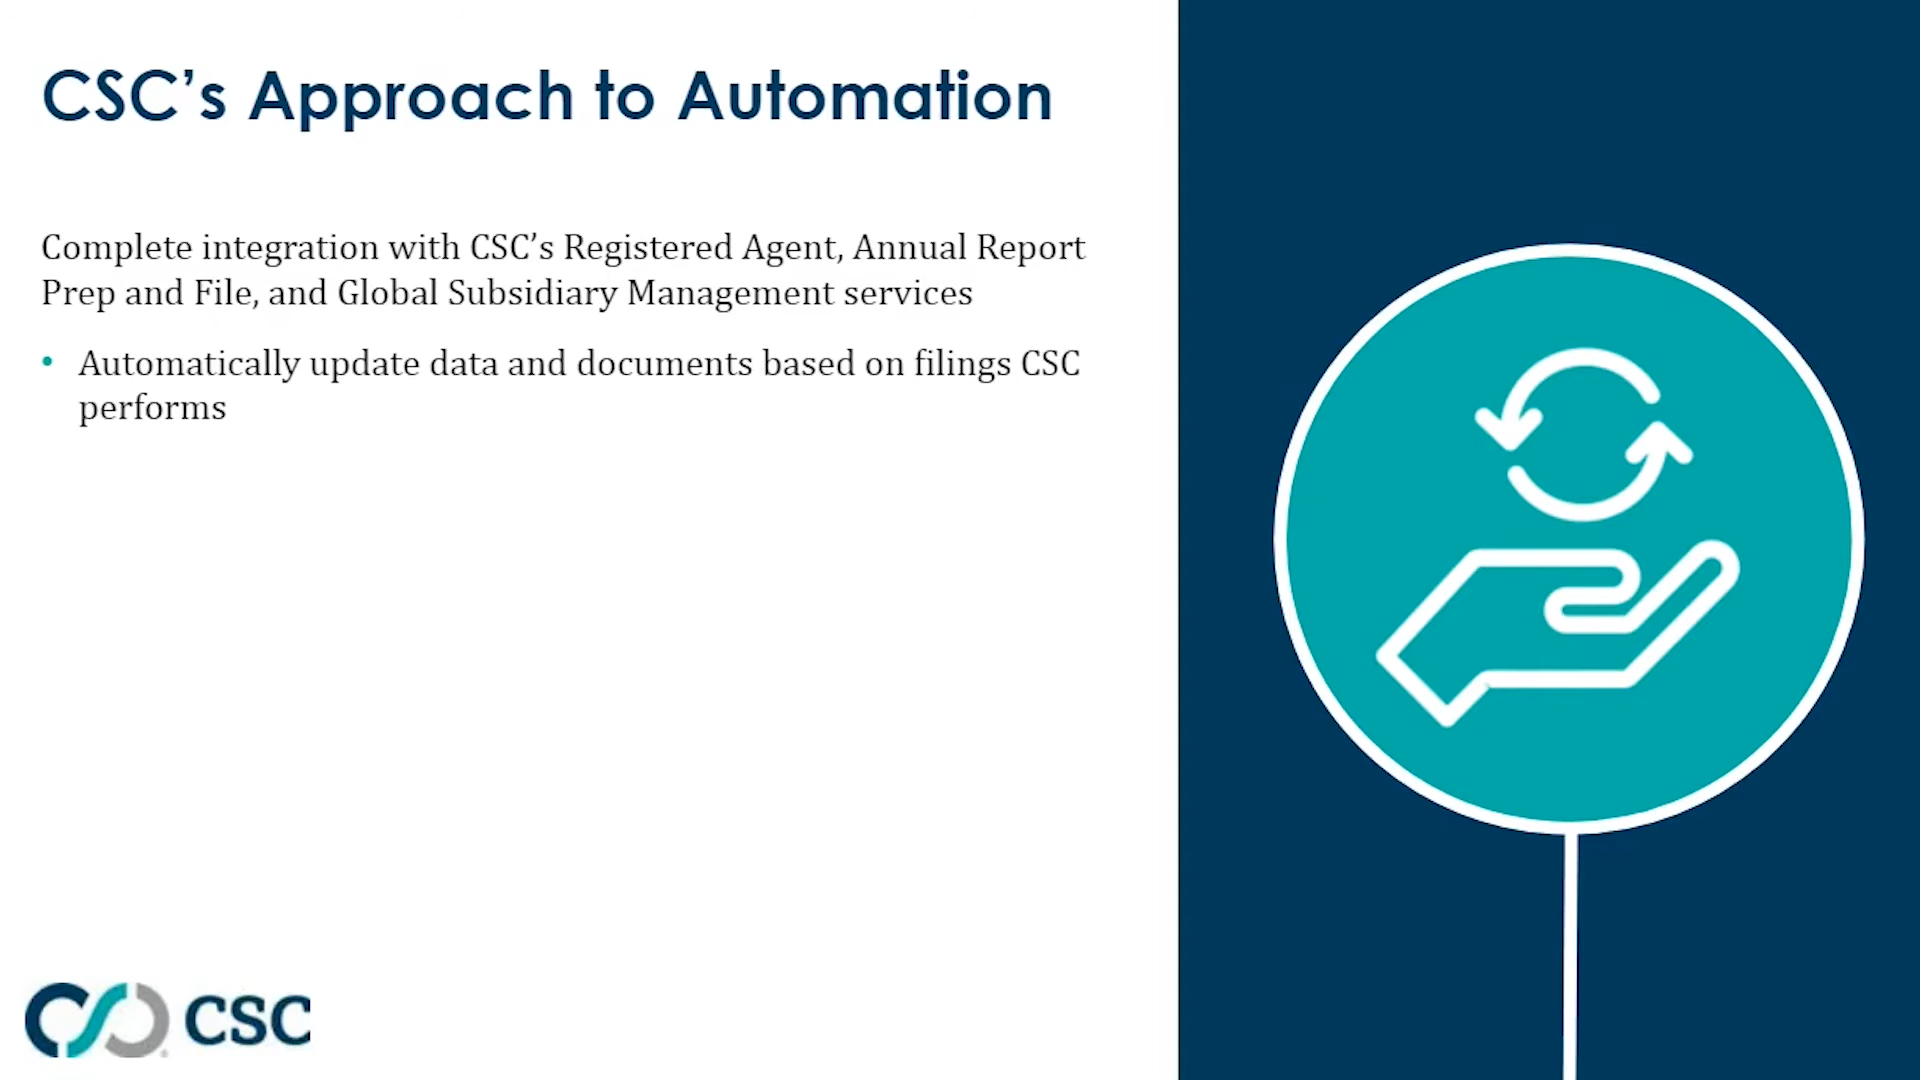 CSC’s Approach to Automation
Complete integration with CSC’s Registered Agent, Annual Report
Prep and File, and Global Subsidiary Management services
• Automatically update data and documents based on filings CSC
performs
CSC